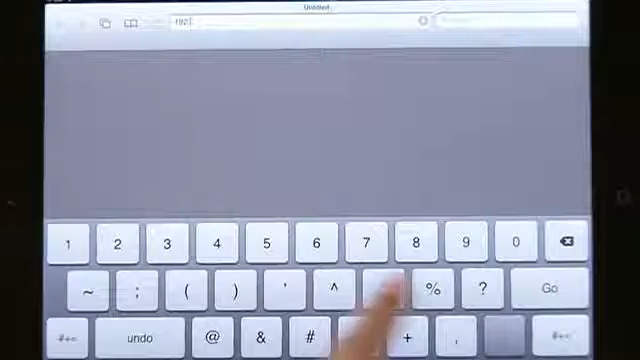 Untitled
192
1 2 3 4 5 6 7 8 9 0
~ ; ( ) ' ^ % ? Go
#+= undo @ & # + , #+=